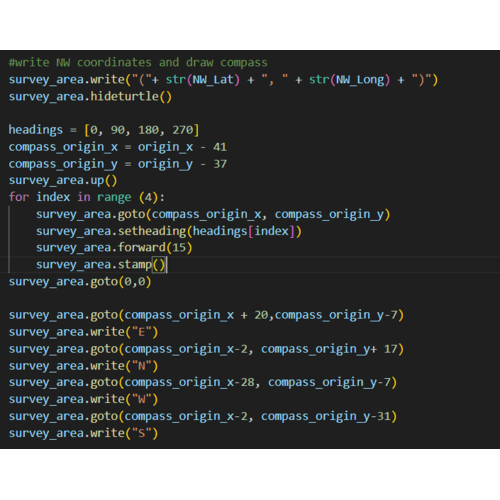 #write NW coordinates and draw compass
survey_area.write("("+ str(NW_Lat) + ", " + str(NW_Long) + ")")
survey_area.hideturtle()
headings = [0, 90, 180, 270]
compass_origin_x = origin_x - 41
compass_origin_y = origin_y - 37
survey_area.up()
for index in range (4):
    survey_area.goto(compass_origin_x, compass_origin_y)
    survey_area.setheading(headings[index])
    survey_area.forward(15)
    survey_area.stamp()
survey_area.goto(0,0)
survey_area.goto(compass_origin_x + 20,compass_origin_y-7)
survey_area.write("E")
survey_area.goto(compass_origin_x-2, compass_origin_y+ 17)
survey_area.write("N")
survey_area.goto(compass_origin_x-28, compass_origin_y-7)
survey_area.write("W")
survey_area.goto(compass_origin_x-2, compass_origin_y-31)
survey_area.write("S")